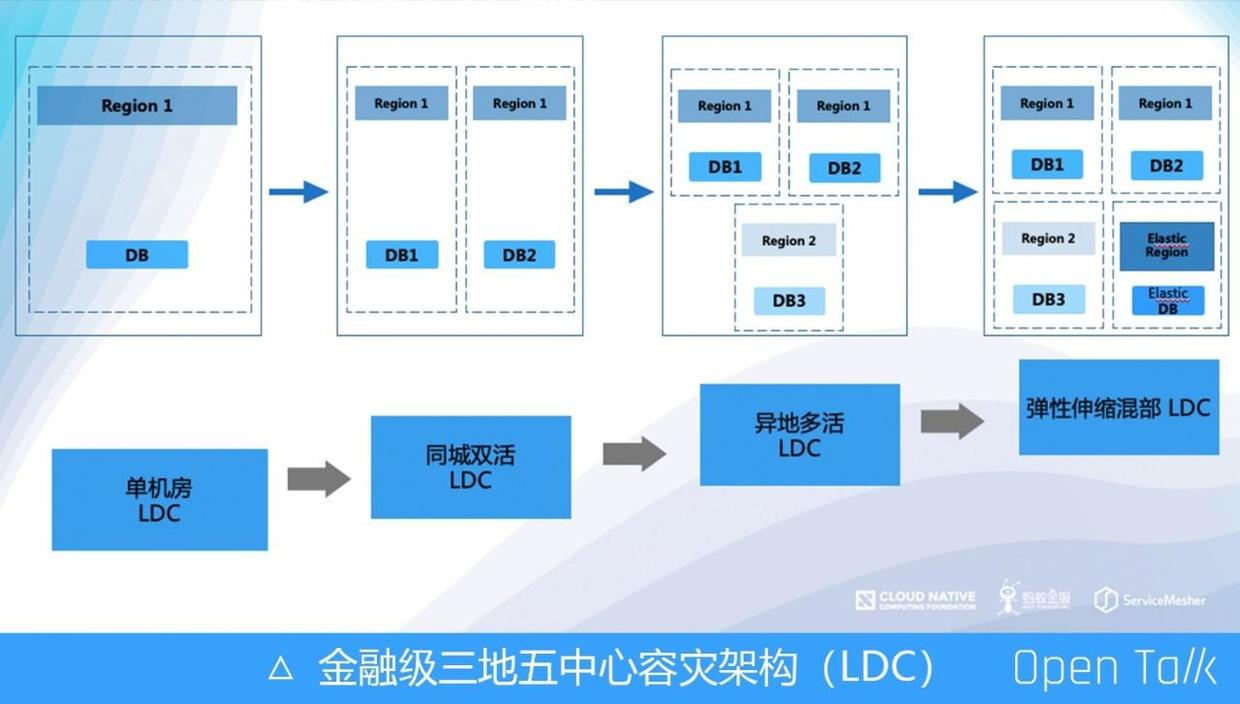 Region 1
DB
Region 1
Region 1
DB1
DB2
Region 1
Region 1
DB1
DB2
Region 2
DB3
Region 1
Region 1
DB1
DB2
Region 2
Elastic
Region
DB3
Elastic
DB
单机房
LDC
同城双活
LDC
异地多活
LDC
弹性伸缩混部 LDC
CLOUD NATIVE
COMPUTING FOUNDATION
蚂蚁金服
ServiceMesher
△ 金融级三地五中心容灾架构（LDC）
Open Talk